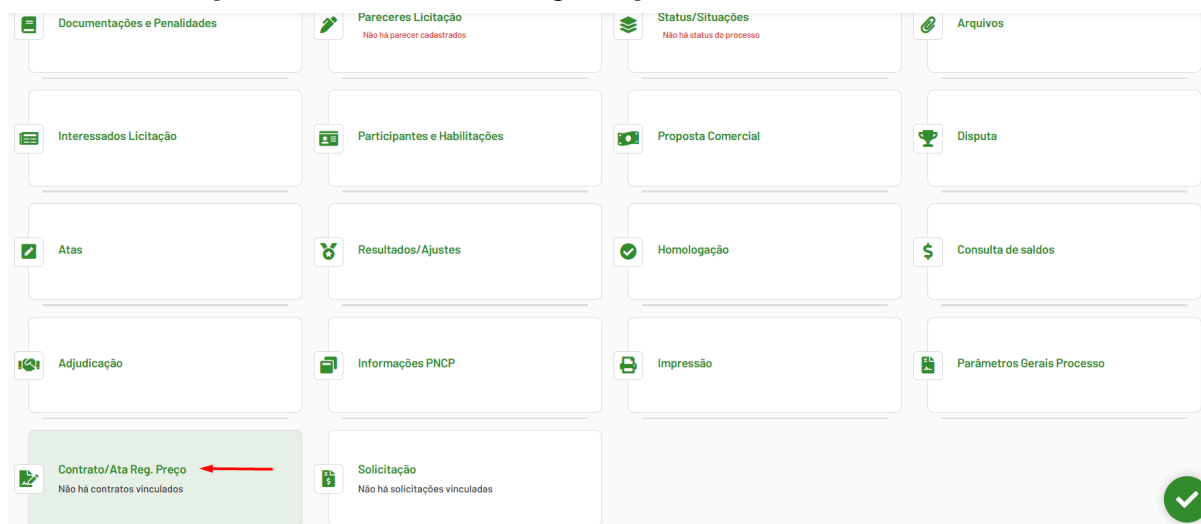 Documentações e Penalidades
Pareceres Licitação
Não há parecer cadastrados
Status/Situações
Não há status do processo
Arquivos
Interessados Licitação
Participantes e Habilitações
Proposta Comercial
Disputa
Atas
Resultados/Ajustes
Homologação
Consulta de saldos
Adjudicação
Informações PNCP
Impressão
Parâmetros Gerais Processo
Contrato/Ata Reg. Preço
Não há contratos vinculados
Solicitação
Não há solicitações vinculadas